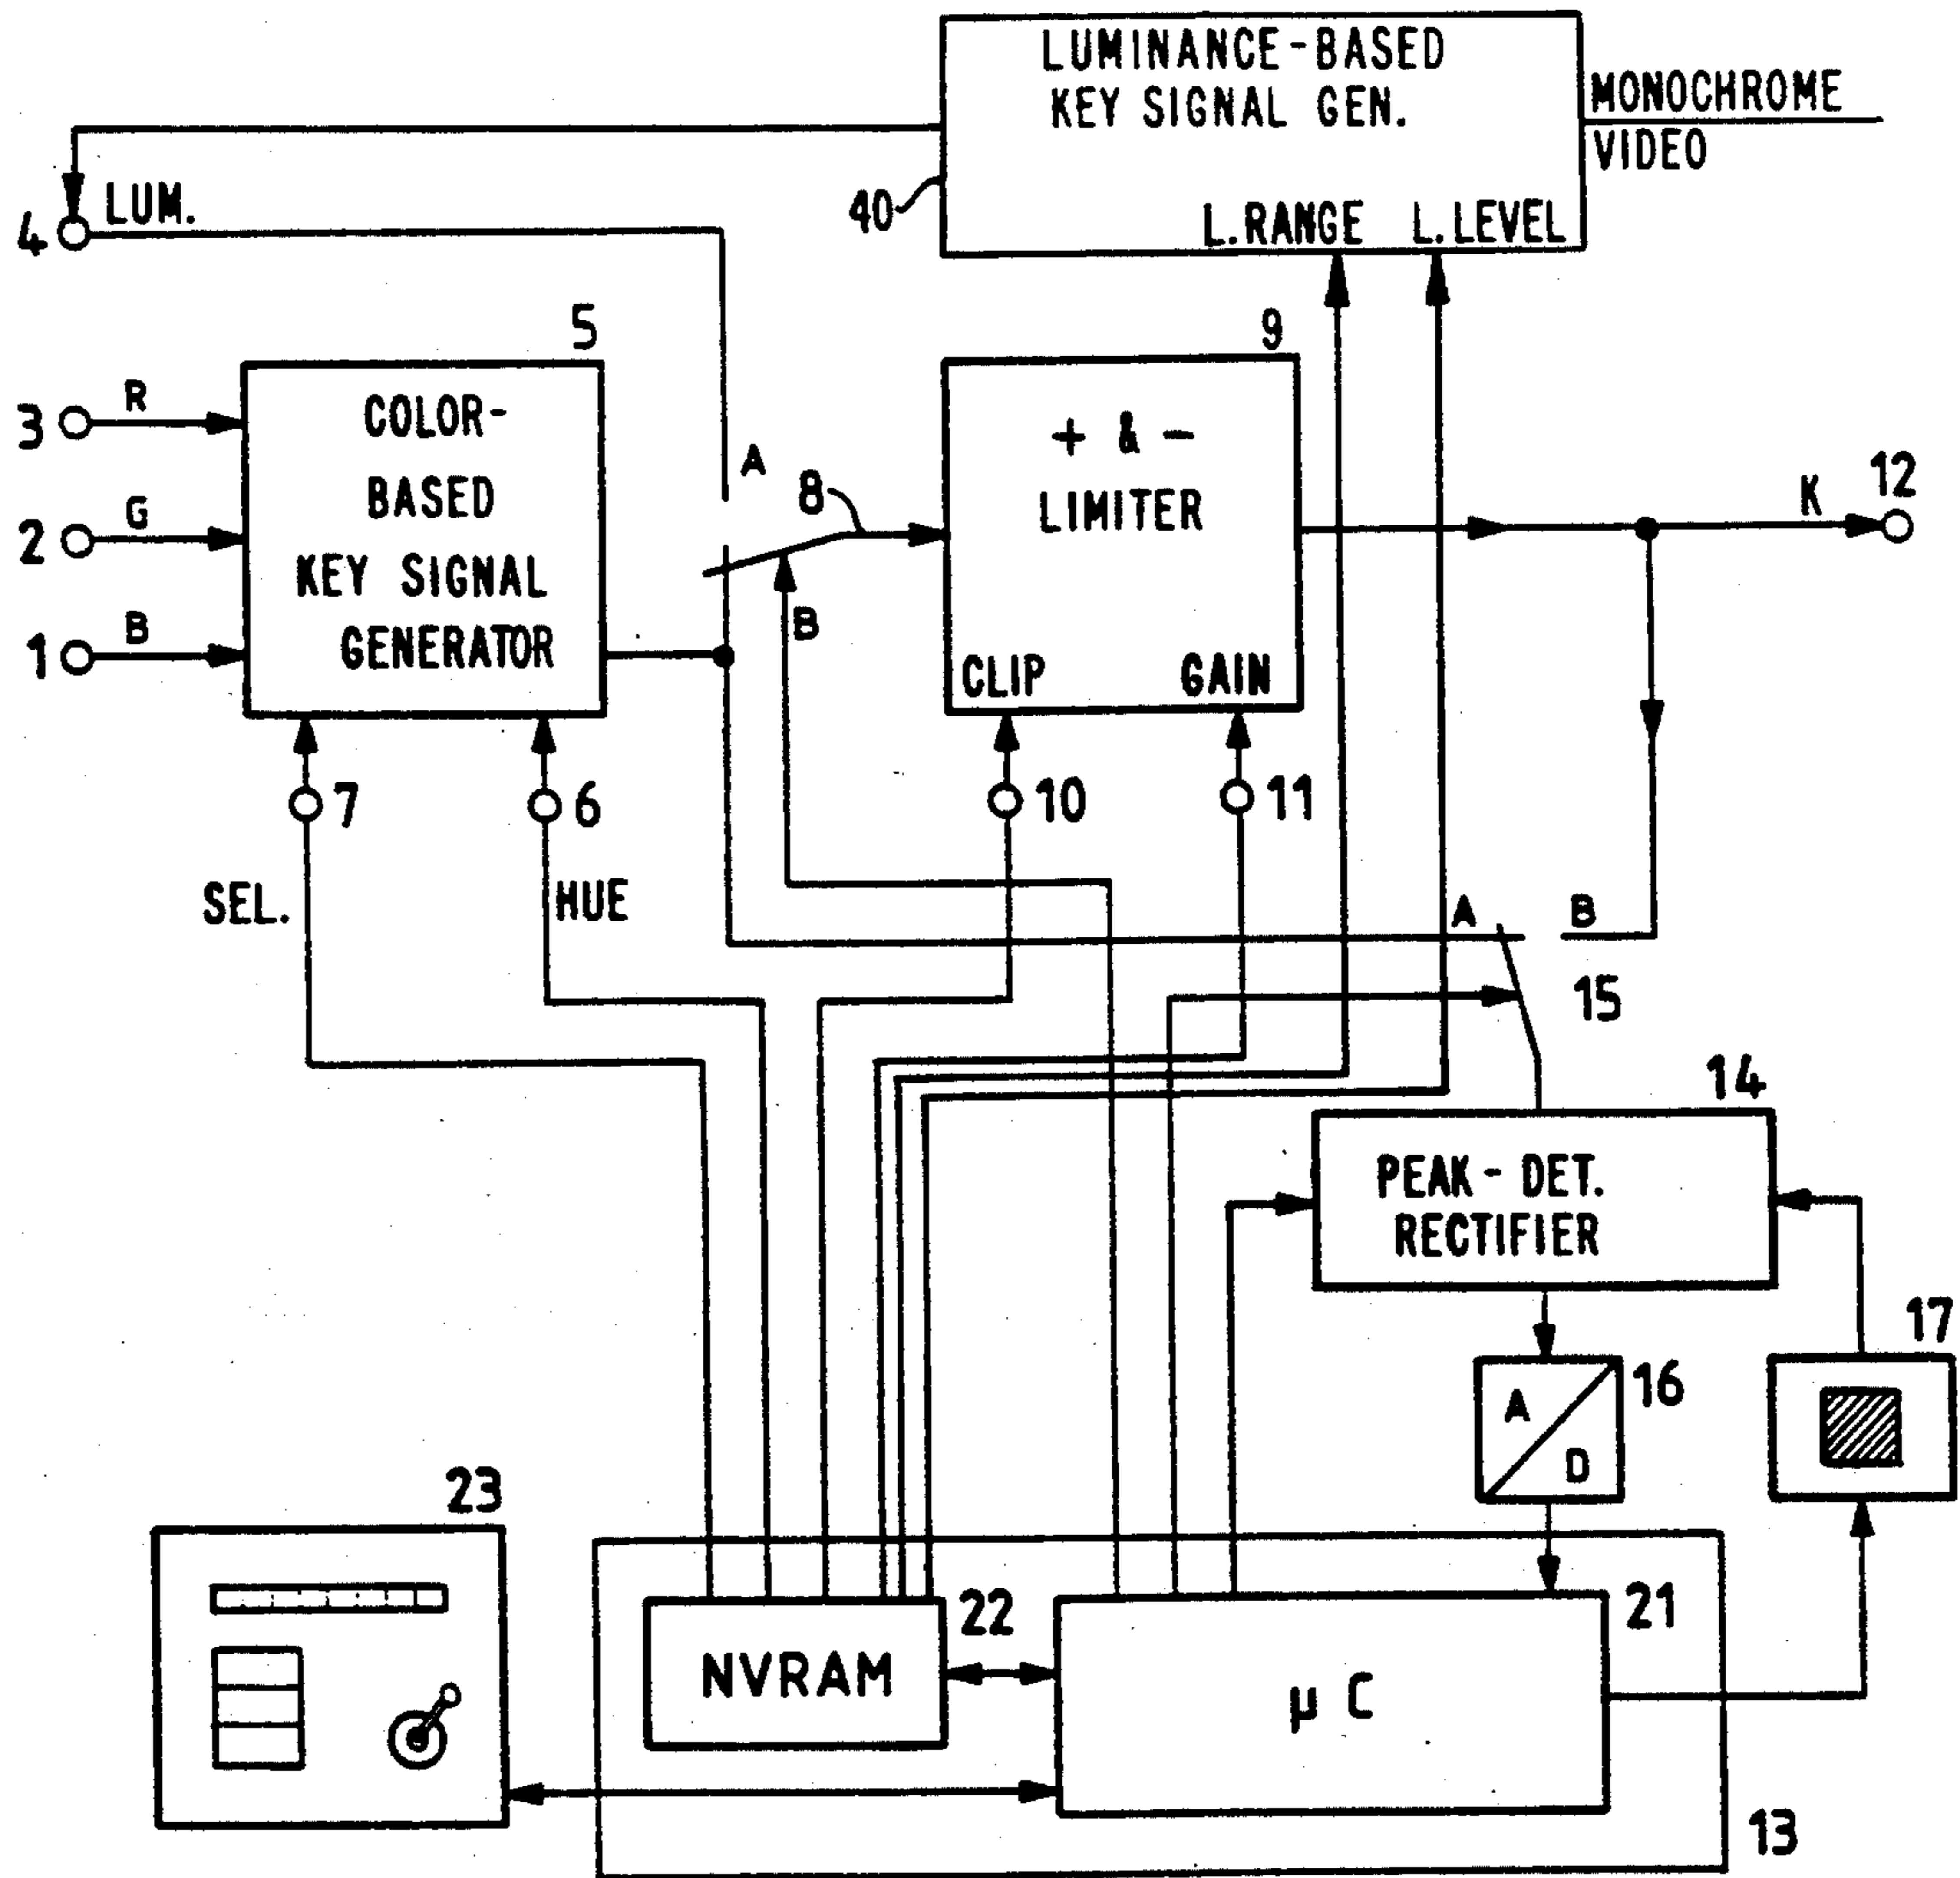 LUMINANCE-BASED
KEY SIGNAL GEN.
MONOCHROME
VIDEO
40
L.RANGE L.LEVEL
4 LUM.
5
9
3 R
2 G
1 B
COLOR-
BASED
KEY SIGNAL
GENERATOR
A
8
B
+ & -
LIMITER
CLIP GAIN
K 12
7
6
10
11
SEL.
HUE
A B
15
14
PEAK-DET.
RECTIFIER
17
A
D
16
23
22
21
NVRAM
µC
13